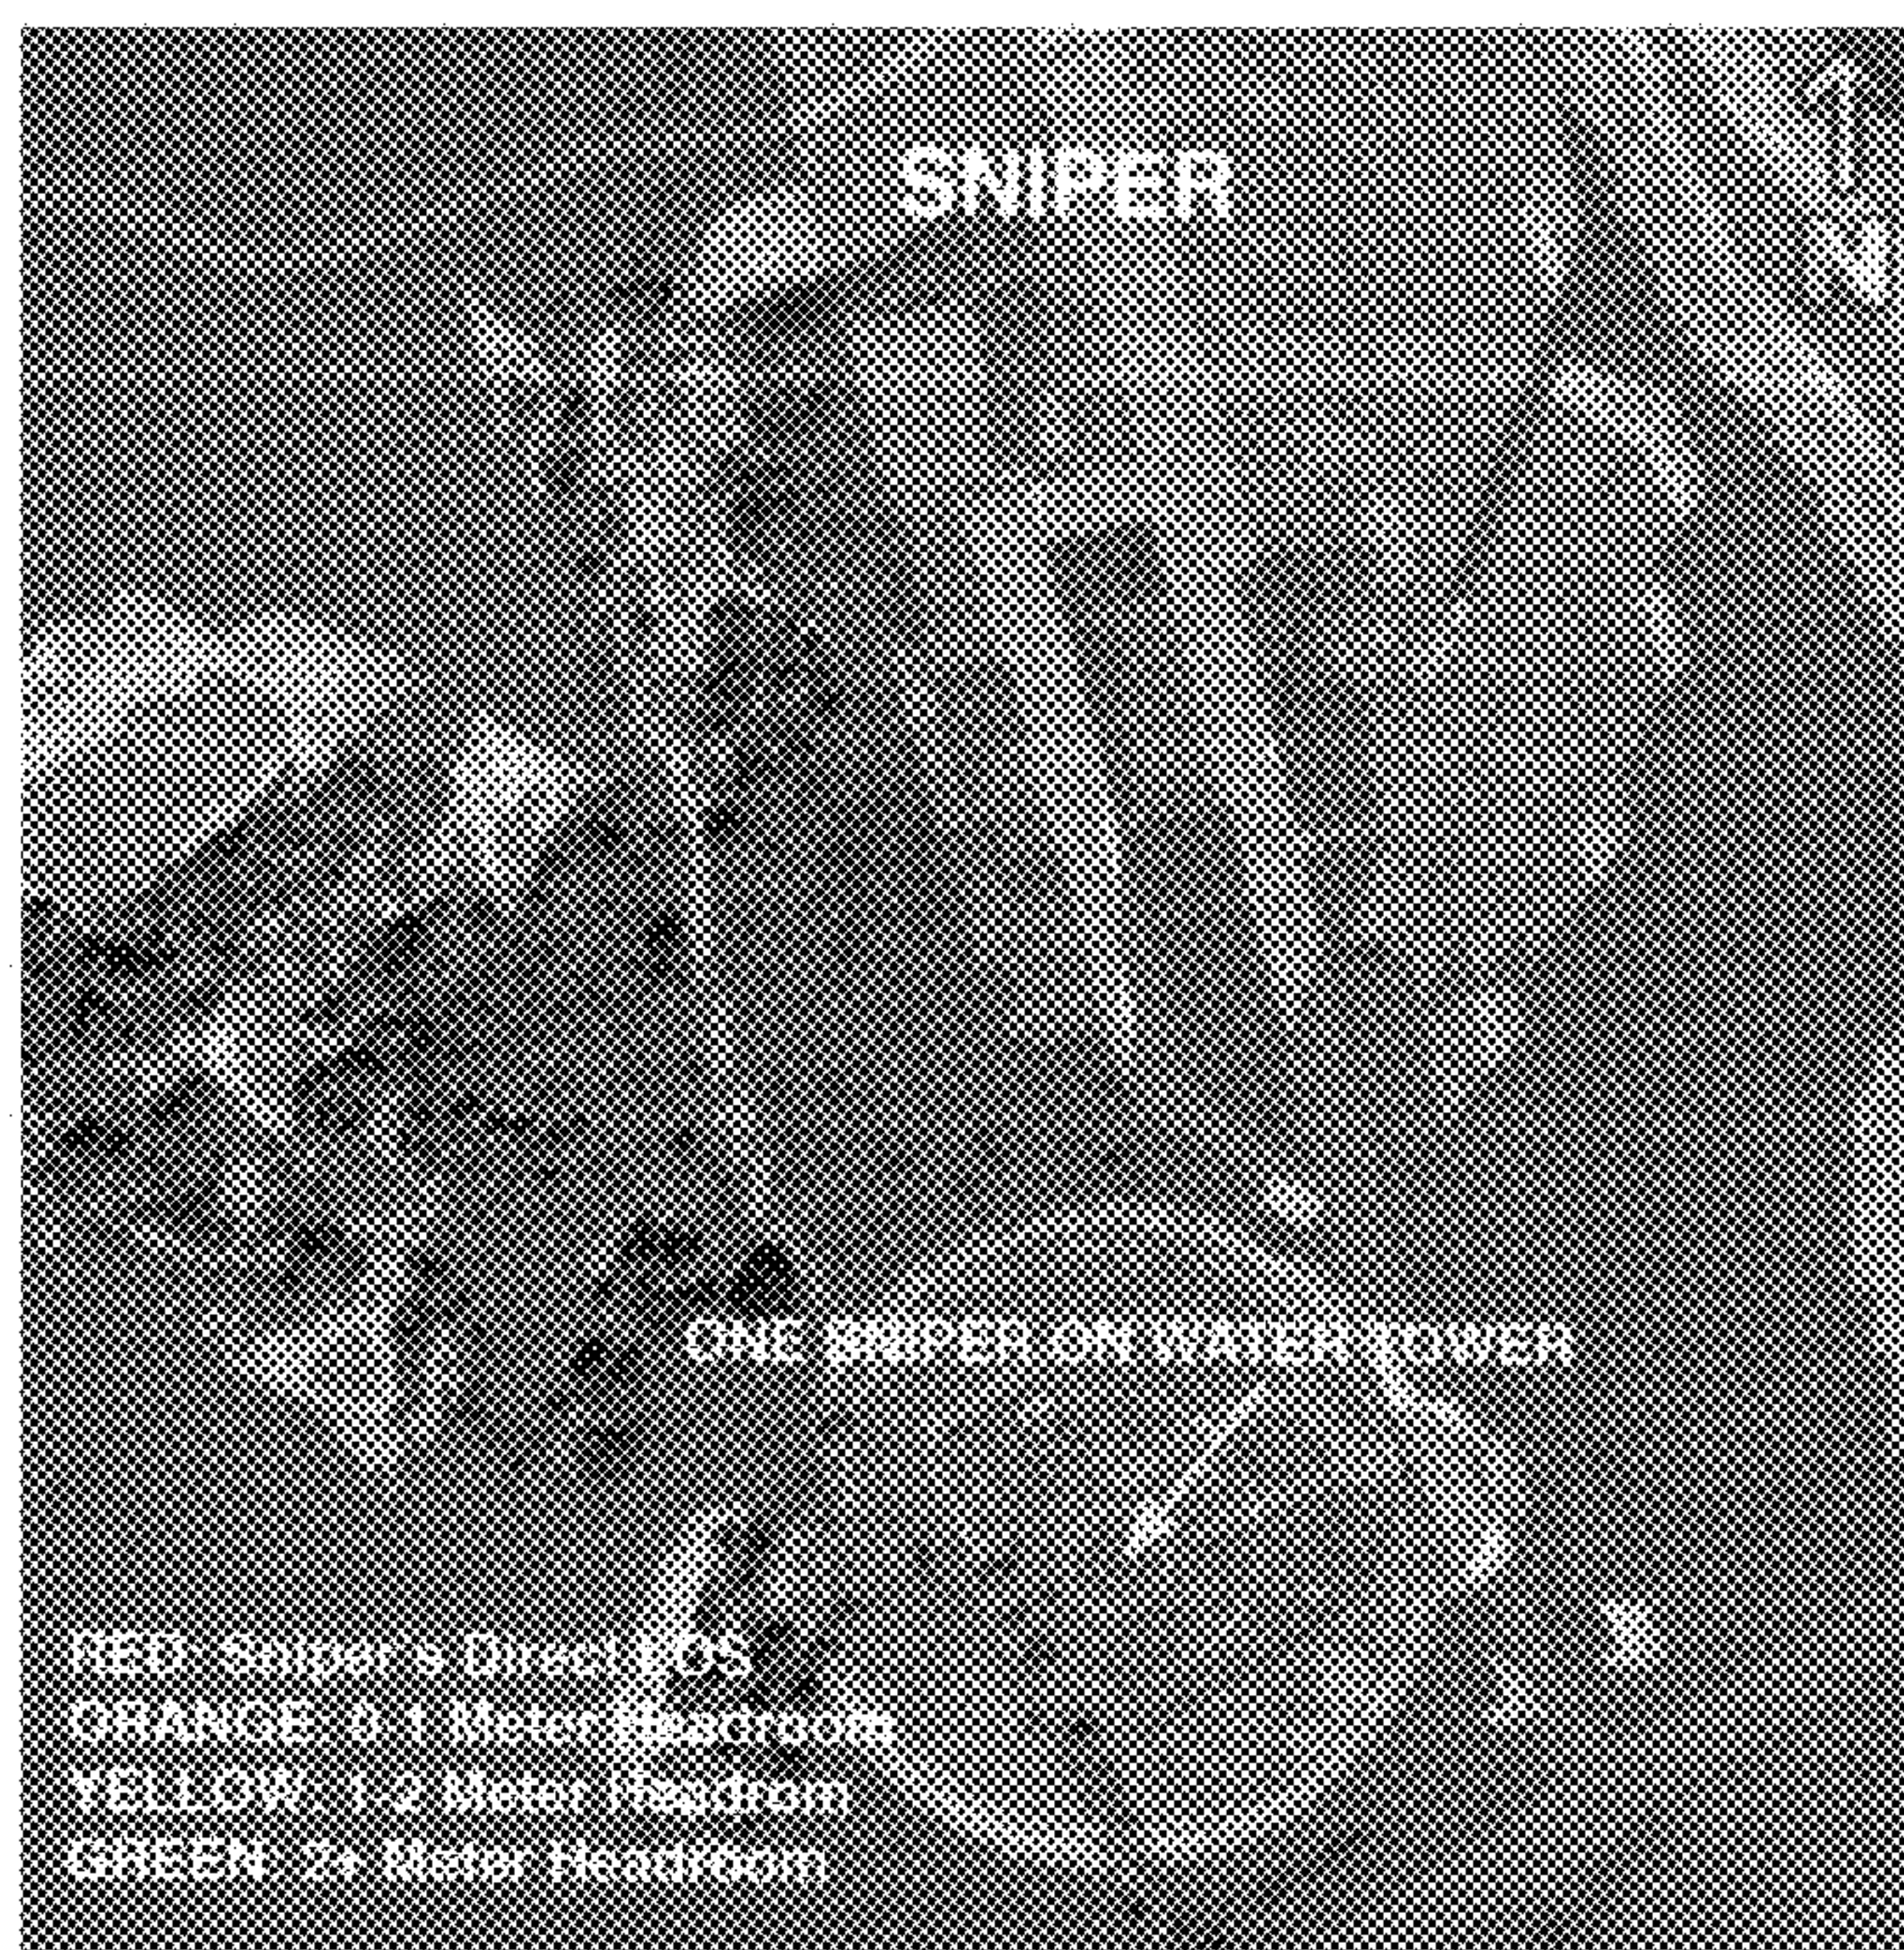 SNIPER
ONE SNIPER ON WATER TOWER
RED: Sniper's Direct LOS
ORANGE: 0-1 Meter Headroom
YELLOW: 1-2 Meter Headrom
GREEN: 2+ Meter Headroom